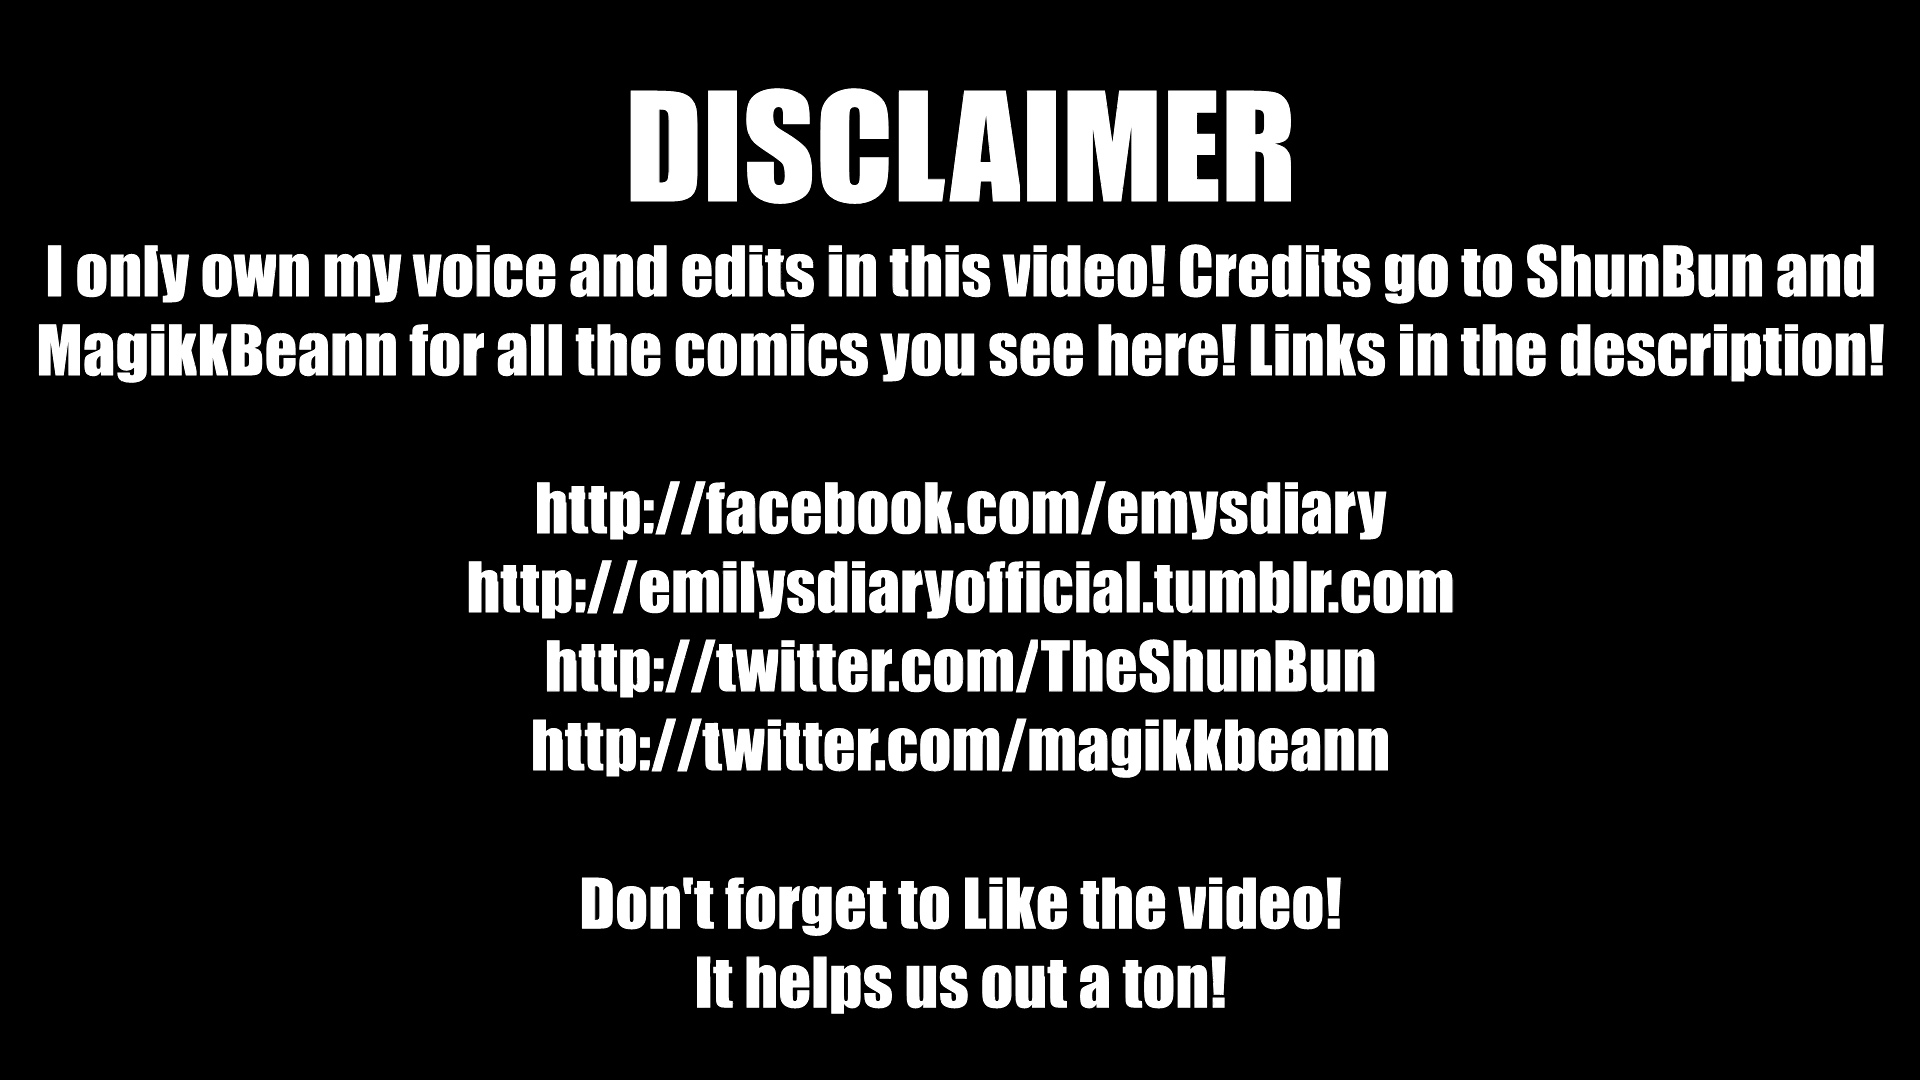 DISCLAIMER
I only own my voice and edits in this video! Credits go to ShunBun and
MagikkBeann for all the comics you see here! Links in the description!
http://facebook.com/emysdiary
http://emilysdiaryofficial.tumblr.com
http://twitter.com/TheShunBun
http://twitter.com/magikkbeann
Don't forget to Like the video!
It helps us out a ton!